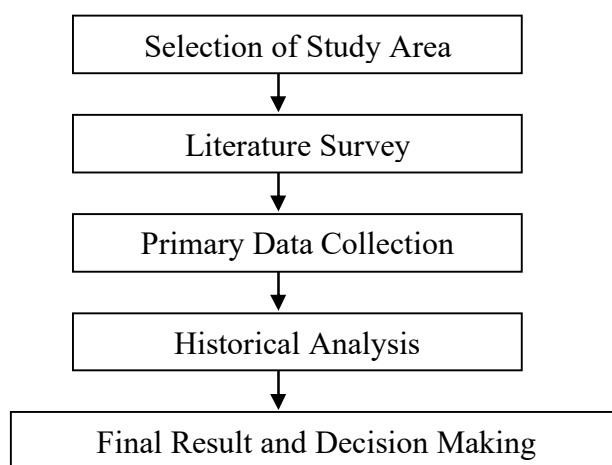 Selection of Study Area
Literature Survey
Primary Data Collection
Historical Analysis
Final Result and Decision Making